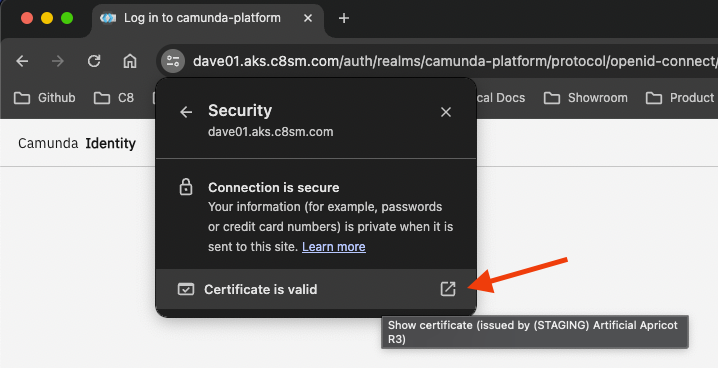 Log in to camunda-platform
dave01.aks.c8sm.com/auth/realms/camunda-platform/protocol/openid-connect/
Github C8 cal Docs Showroom Product
Camunda Identity
Security
dave01.aks.c8sm.com
Connection is secure
Your information (for example, passwords
or credit card numbers) is private when it is
sent to this site. Learn more
Certificate is valid
Show certificate (issued by (STAGING) Artificial Apricot
R3)